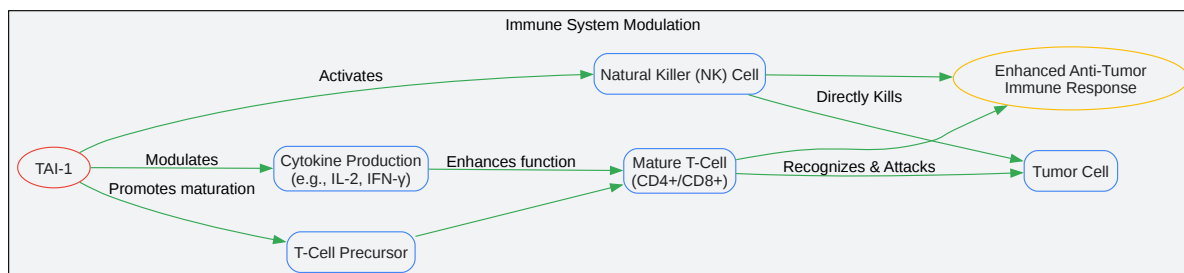 Immune System Modulation
Activates
Natural Killer (NK) Cell
Enhanced Anti-Tumor
Immune Response
Directly Kills
TAI-1
Modulates
Cytokine Production
(e.g., IL-2, IFN-γ)
Enhances function
Mature T-Cell
(CD4+/CD8+)
Recognizes & Attacks
Tumor Cell
Promotes maturation
T-Cell Precursor